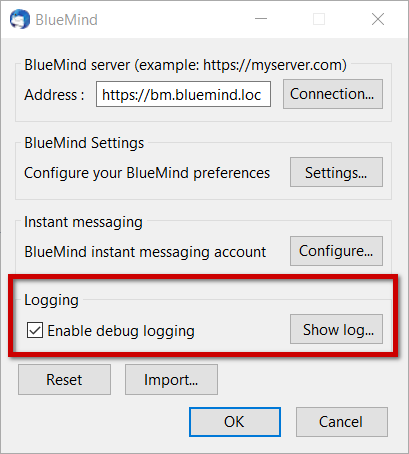 BlueMind
BlueMind server (example: https://myserver.com)
Address : https://bm.bluemind.loc Connection...
BlueMind Settings
Configure your BlueMind preferences Settings...
Instant messaging
BlueMind instant messaging account Configure...
Logging
Enable debug logging Show log...
Reset Import...
OK Cancel